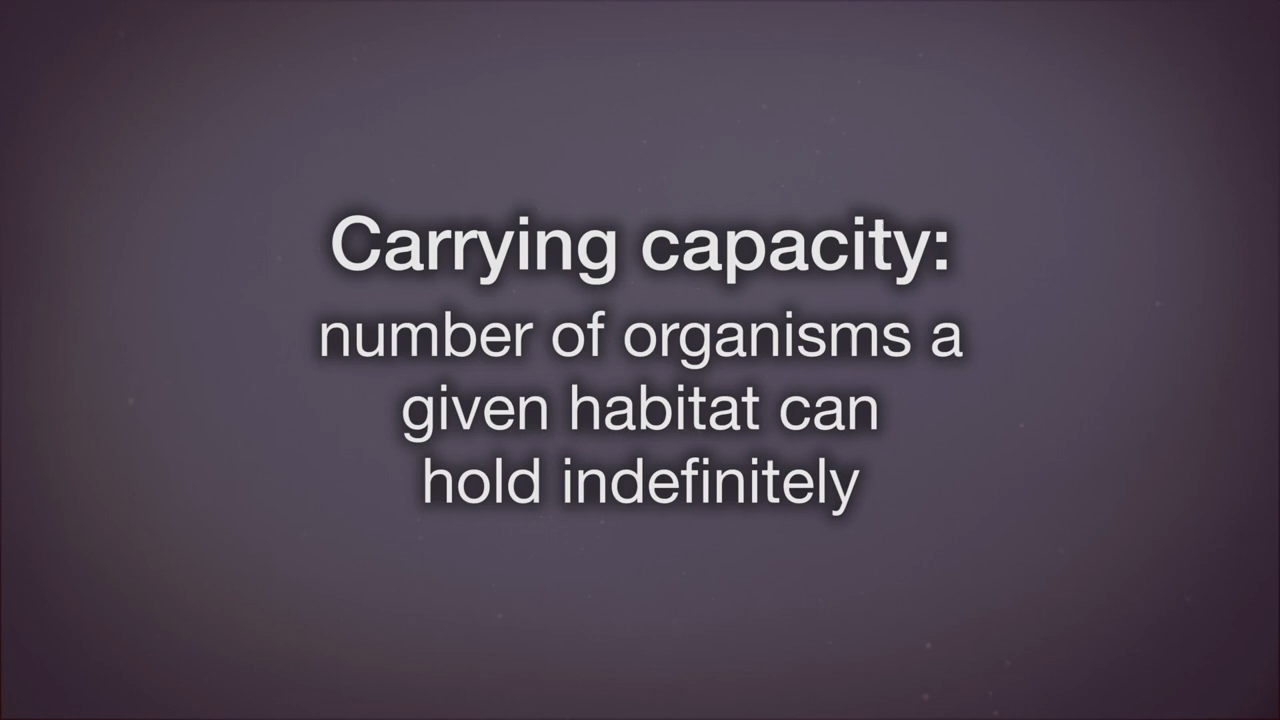 Carrying capacity:
number of organisms a
given habitat can
hold indefinitely